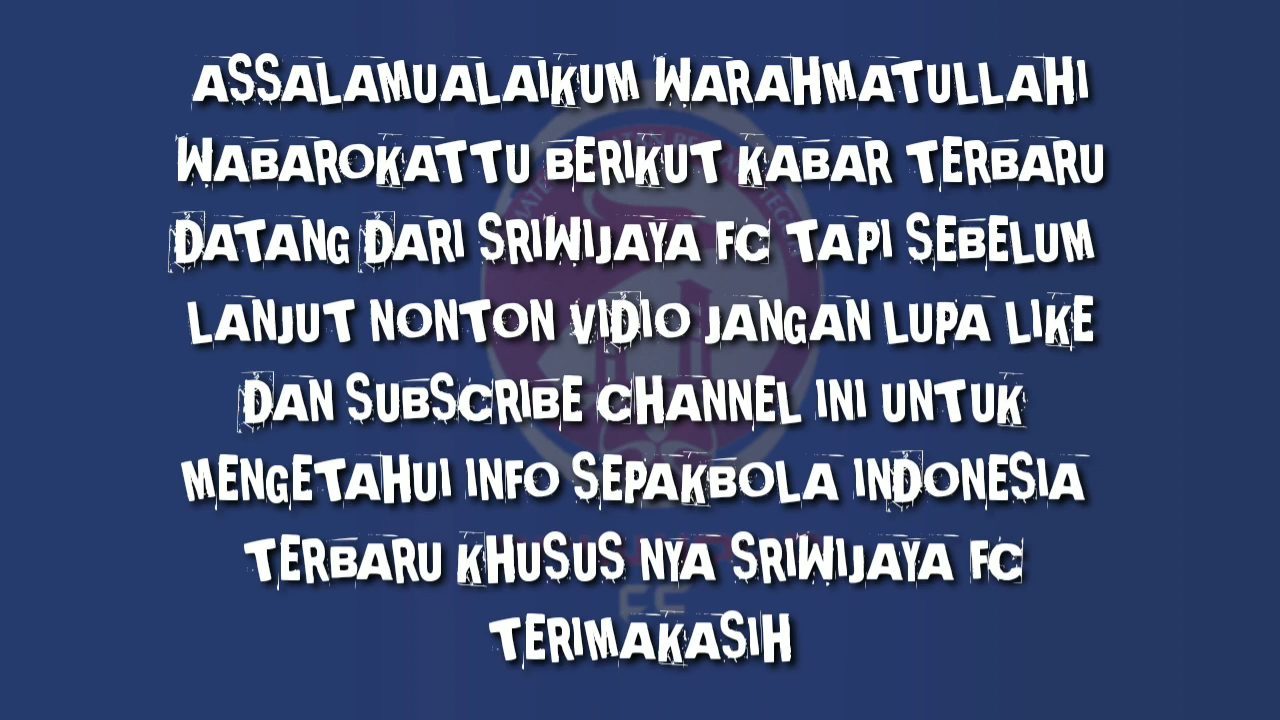 ASSALAMUALAIKUM WARAHMATULLAHI
WABAROKATTU BERIKUT KABAR TERBARU
DATANG DARI SRIWIJAYA FC TAPI SEBELUM
LANJUT NONTON VIDIO JANGAN LUPA LIKE
DAN SUBSCRIBE CHANNEL INI UNTUK
MENGETAHUI INFO SEPAKBOLA INDONESIA
TERBARU KHUSUS NYA SRIWIJAYA FC
TERIMAKASIH